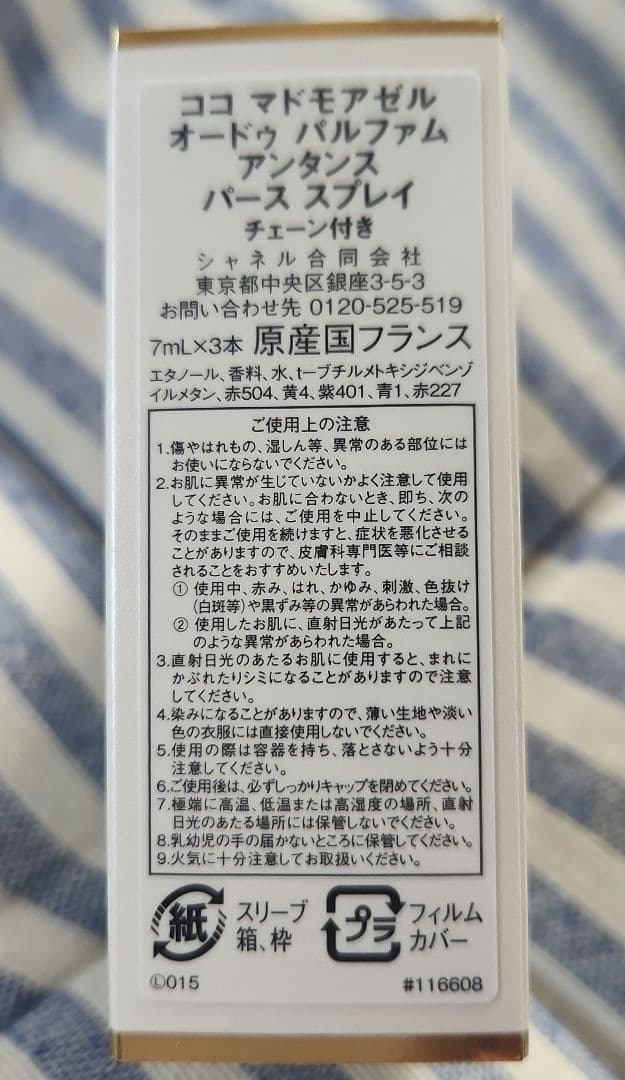 ココ マドモアゼル
オードゥ パルファム
アンタンス
パース スプレイ
チェーン付き
シャネル合同会社
東京都中央区銀座3-5-3
お問い合わせ先 0120-525-519
7mL×3本 原産国フランス
エタノール、香料、水、t-ブチルメトキシジベンゾ
イルメタン、赤504、黄4、紫401、青1、赤227
ご使用上の注意
1.傷やはれもの、湿しん等、異常のある部位には
お使いにならないでください。
2.お肌に異常が生じていないかよく注意して使用
してください。お肌に合わないとき、即ち、次の
ような場合には、ご使用を中止してください。
そのままご使用を続けますと、症状を悪化させる
ことがありますので、皮膚科専門医等にご相談
されることをおすすめいたします。
① 使用中、赤み、はれ、かゆみ、刺激、色抜け
(白斑等)や黒ずみ等の異常があらわれた場合。
② 使用したお肌に、直射日光があたって上記
のような異常があらわれた場合。
3.直射日光のあたるお肌に使用すると、まれに
かぶれたりシミになることがありますので注意
してください。
4.染みになることがありますので、薄い生地や淡い
色の衣服には直接使用しないでください。
5.使用の際は容器を持ち、落とさないよう十分
注意してください。
6.ご使用後は、必ずしっかりキャップを閉めてください。
7.極端に高温、低温または高湿度の場所、直射
日光のあたる場所には保管しないでください。
8.乳幼児の手の届かないところに保管してください。
9.火気に十分注意してお取扱いください。
紙 スリーブ
箱、枠
プラ フィルム
カバー
Ⓛ015 #116608